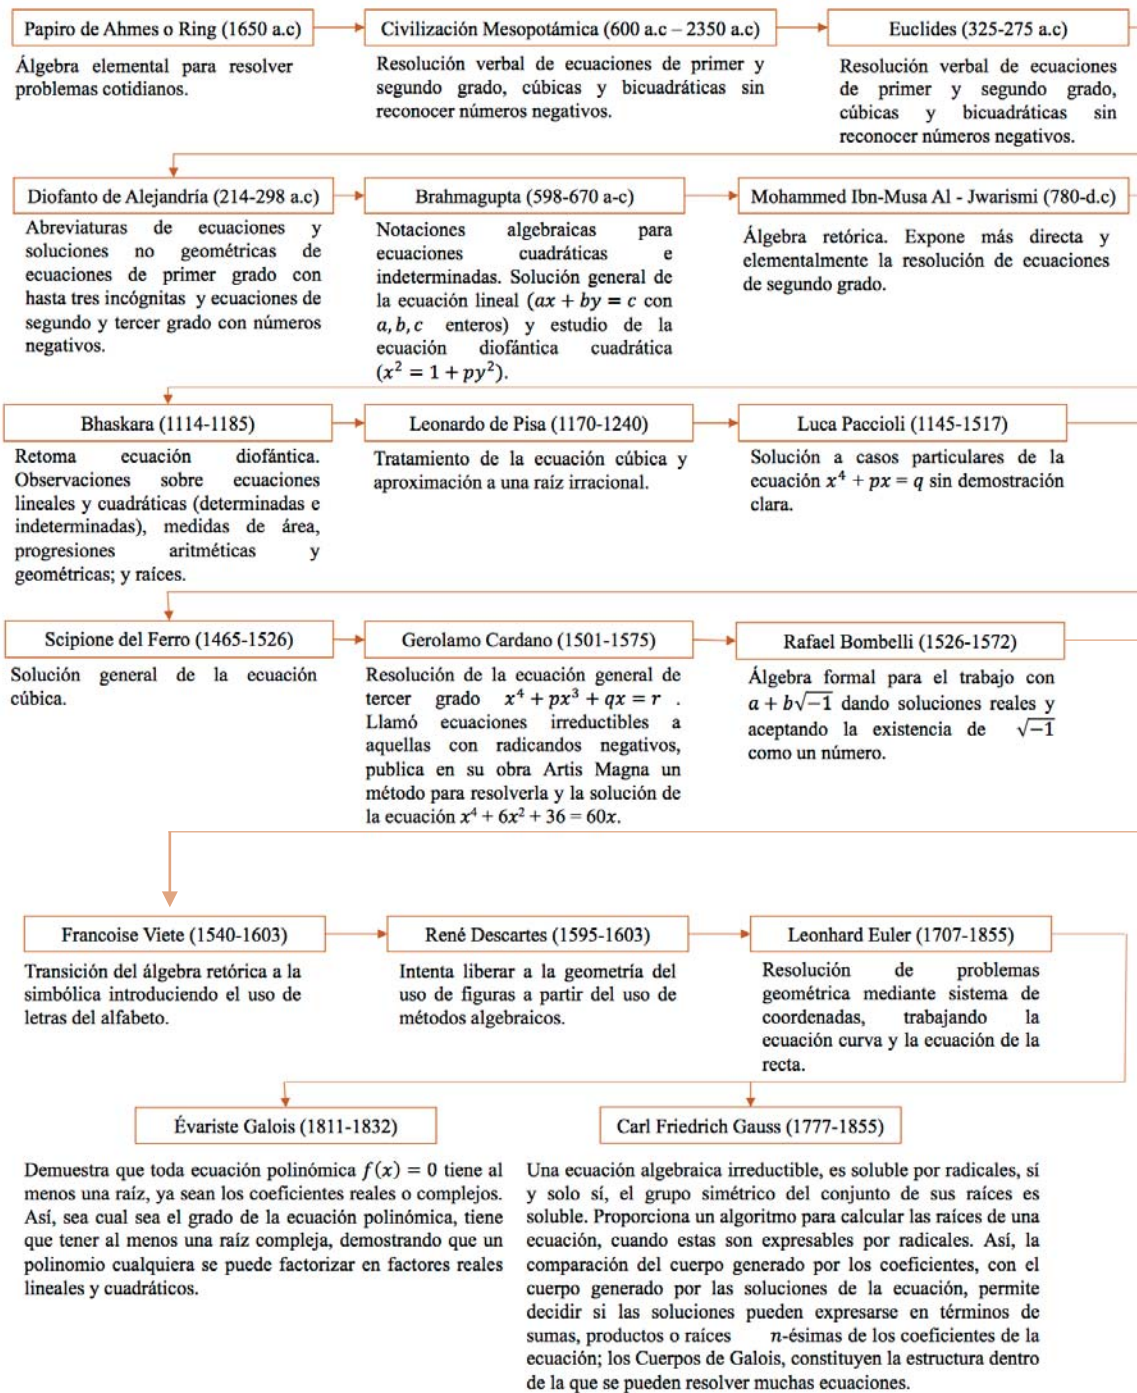 Papiro de Ahmes o Ring (1650 a.c)
Álgebra elemental para resolver
problemas cotidianos.
Civilización Mesopotámica (600 a.c – 2350 a.c)
Resolución verbal de ecuaciones de primer y
segundo grado, cúbicas y bicuadráticas sin
reconocer números negativos.
Euclides (325-275 a.c)
Resolución verbal de ecuaciones
de primer y segundo grado,
cúbicas y bicuadráticas sin
reconocer números negativos.
Diofanto de Alejandría (214-298 a.c)
Abreviaturas de ecuaciones y
soluciones no geométricas de
ecuaciones de primer grado con
hasta tres incógnitas y ecuaciones de
segundo y tercer grado con números
negativos.
Brahmagupta (598-670 a-c)
Notaciones algebraicas para
ecuaciones cuadráticas e
indeterminadas. Solución general de
la ecuación lineal (ax + by = c con
a, b, c enteros) y estudio de la
ecuación diofántica cuadrática
(x² = 1 + py²).
Mohammed Ibn-Musa Al - Jwarismi (780-d.c)
Álgebra retórica. Expone más directa y
elementalmente la resolución de ecuaciones
de segundo grado.
Bhaskara (1114-1185)
Retoma ecuación diofántica.
Observaciones sobre ecuaciones
lineales y cuadráticas (determinadas e
indeterminadas), medidas de área,
progresiones aritméticas y
geométricas; y raíces.
Leonardo de Pisa (1170-1240)
Tratamiento de la ecuación cúbica y
aproximación a una raíz irracional.
Luca Paccioli (1145-1517)
Solución a casos particulares de la
ecuación x⁴ + px = q sin demostración
clara.
Scipione del Ferro (1465-1526)
Solución general de la ecuación
cúbica.
Gerolamo Cardano (1501-1575)
Resolución de la ecuación general de
tercer grado x⁴ + px³ + qx = r .
Llamó ecuaciones irreductibles a
aquellas con radicandos negativos,
publica en su obra Artis Magna un
método para resolverla y la solución de
la ecuación x⁴ + 6x² + 36 = 60x.
Rafael Bombelli (1526-1572)
Álgebra formal para el trabajo con
a + b√−1 dando soluciones reales y
aceptando la existencia de √−1
como un número.
Francoise Viete (1540-1603)
Transición del álgebra retórica a la
simbólica introduciendo el uso de
letras del alfabeto.
René Descartes (1595-1603)
Intenta liberar a la geometría del
uso de figuras a partir del uso de
métodos algebraicos.
Leonhard Euler (1707-1855)
Resolución de problemas
geométrica mediante sistema de
coordenadas, trabajando la
ecuación curva y la ecuación de la
recta.
Évariste Galois (1811-1832)
Demuestra que toda ecuación polinómica f(x) = 0 tiene al
menos una raíz, ya sean los coeficientes reales o complejos.
Así, sea cual sea el grado de la ecuación polinómica, tiene
que tener al menos una raíz compleja, demostrando que un
polinomio cualquiera se puede factorizar en factores reales
lineales y cuadráticos.
Carl Friedrich Gauss (1777-1855)
Una ecuación algebraica irreductible, es soluble por radicales, sí
y solo sí, el grupo simétrico del conjunto de sus raíces es
soluble. Proporciona un algoritmo para calcular las raíces de una
ecuación, cuando estas son expresables por radicales. Así, la
comparación del cuerpo generado por los coeficientes, con el
cuerpo generado por las soluciones de la ecuación, permite
decidir si las soluciones pueden expresarse en términos de
sumas, productos o raíces n-ésimas de los coeficientes de la
ecuación; los Cuerpos de Galois, constituyen la estructura dentro
de la que se pueden resolver muchas ecuaciones.